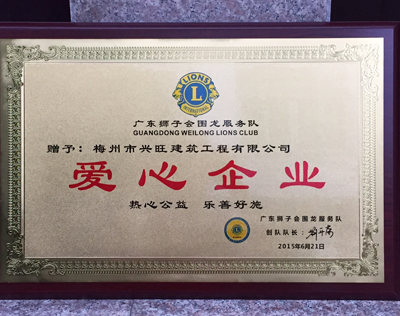 LIONS
L
INTERNATIONAL
广东狮子会围龙服务队
GUANGDONG WEILONG LIONS CLUB
赠予：梅州市兴旺建筑工程有限公司
爱心企业
热心公益 乐善好施
广东狮子会围龙服务队
创队队长：
2015年6月21日